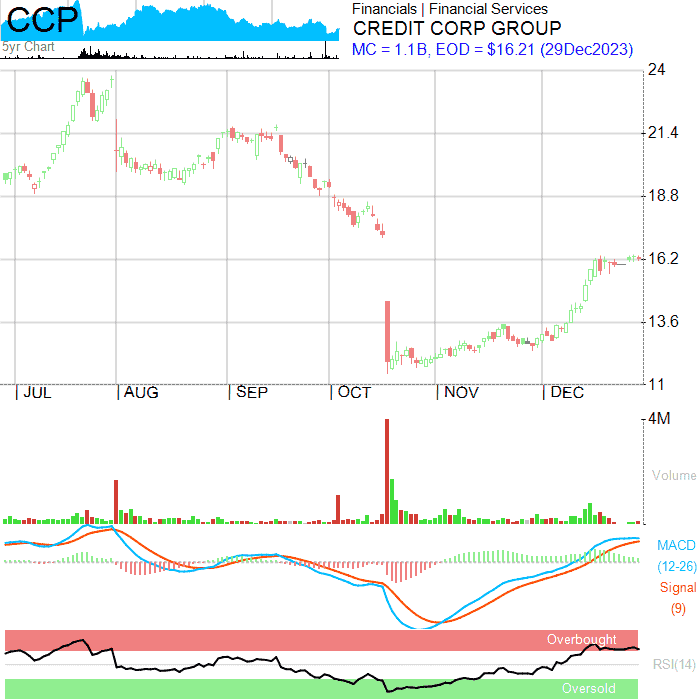 CCP
5yr Chart
Financials | Financial Services
CREDIT CORP GROUP
MC = 1.1B, EOD = $16.21 (29Dec2023)
24
21.4
18.8
16.2
13.6
11
JUL
AUG
SEP
OCT
NOV
DEC
4M
Volume
MACD
(12-26)
Signal
(9)
Overbought
RSI(14)
Oversold